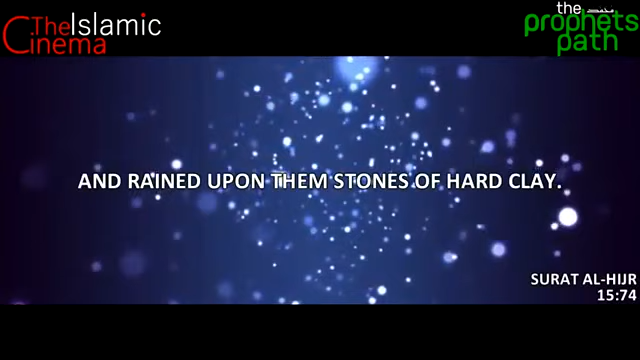 The Islamic
Cinema
the
prophets
path
AND RAINED UPON THEM STONES OF HARD CLAY.
SURAT AL-HIJR
15:74